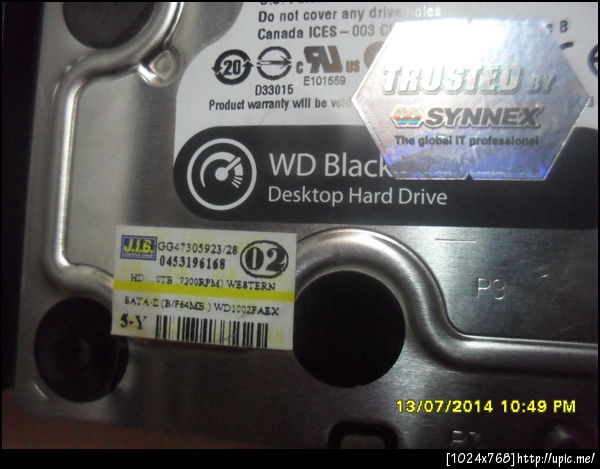 Do not cover any drive holes
Canada ICES-003 C
B
20
c UL us
D33015
E101559
Product warranty will be void
TRUSTED BY
SYNNEX
The global IT professional
WD Black
Desktop Hard Drive
J.I.B.
GG47305923/28
0453196168
02
HD .0TB (7200RPM) WESTERN
SATA-II (B/F64MB ) WD1002FAEX
5-Y
P3
13/07/2014 10:49 PM
[1024x768]http://upic.me/